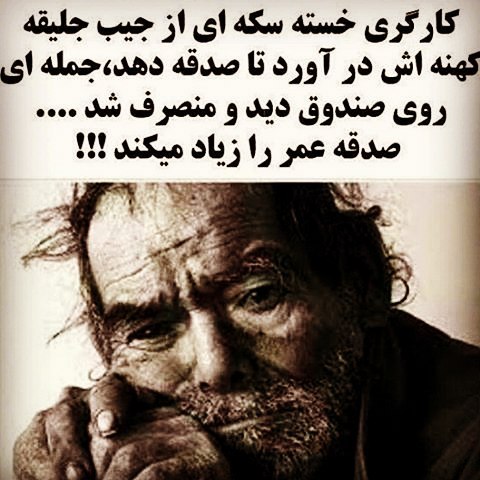 کارگری خسته سکه ای از جیب جلیقه
کهنه اش در آورد تا صدقه دهد،جمله ای
روی صندوق دید و منصرف شد ....
صدقه عمر را زیاد میکند !!!